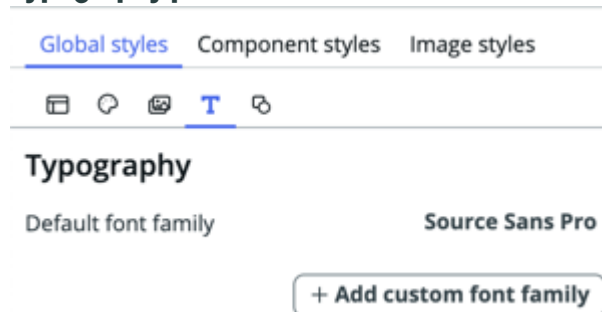 Global styles Component styles Image styles
T
Typography
Default font family Source Sans Pro
+ Add custom font family